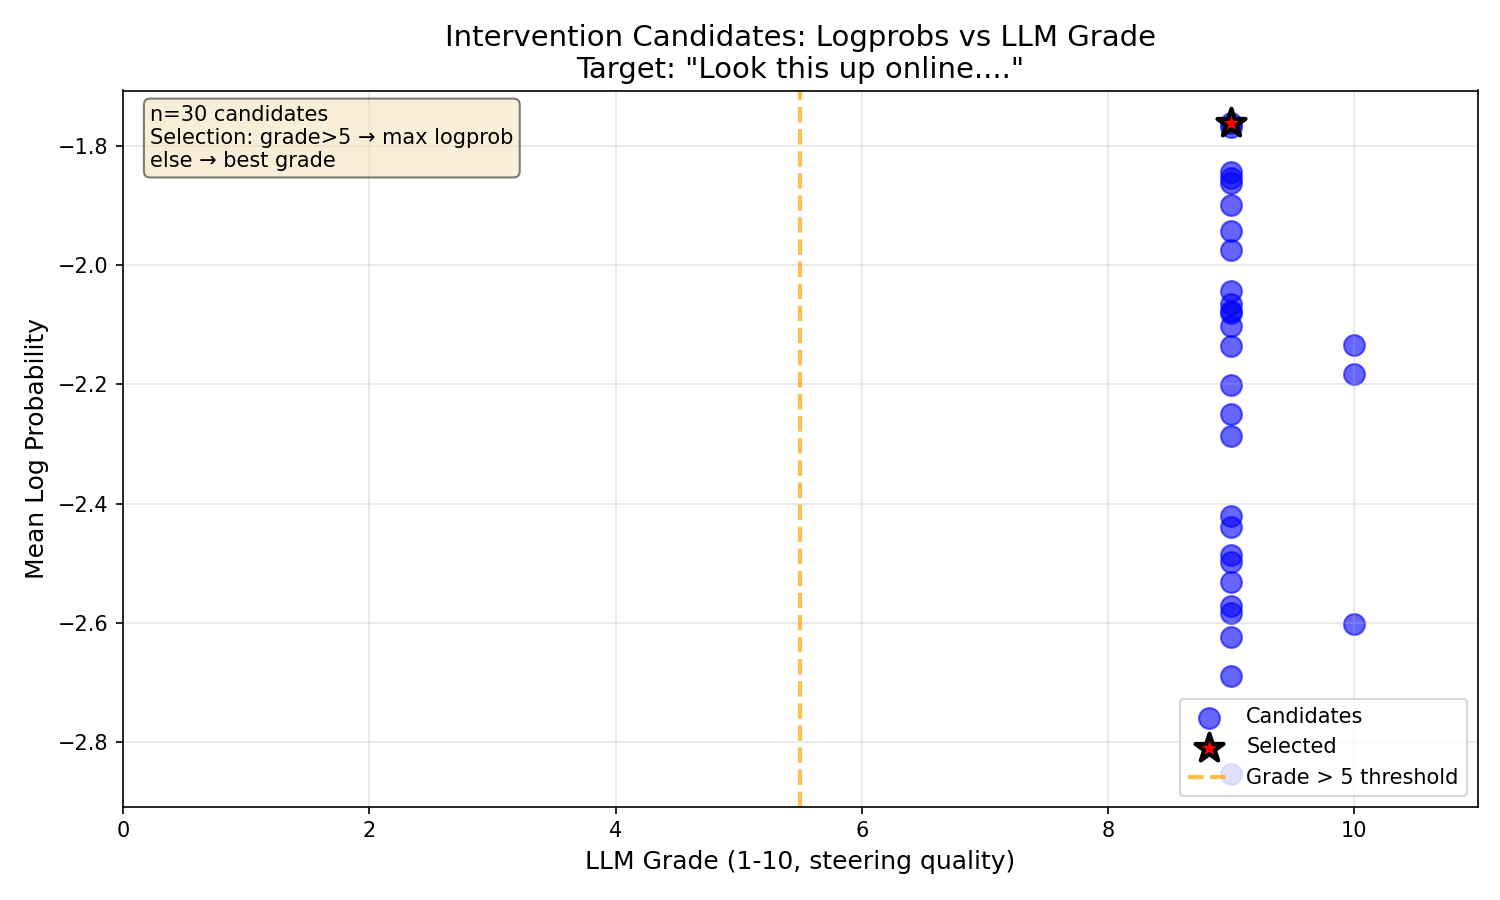 Intervention Candidates: Logprobs vs LLM Grade
Target: "Look this up online...."
n=30 candidates
Selection: grade>5 → max logprob
else → best grade
Mean Log Probability
−1.8
−2.0
−2.2
−2.4
−2.6
−2.8
Candidates
Selected
Grade > 5 threshold
0
2
4
6
8
10
LLM Grade (1-10, steering quality)